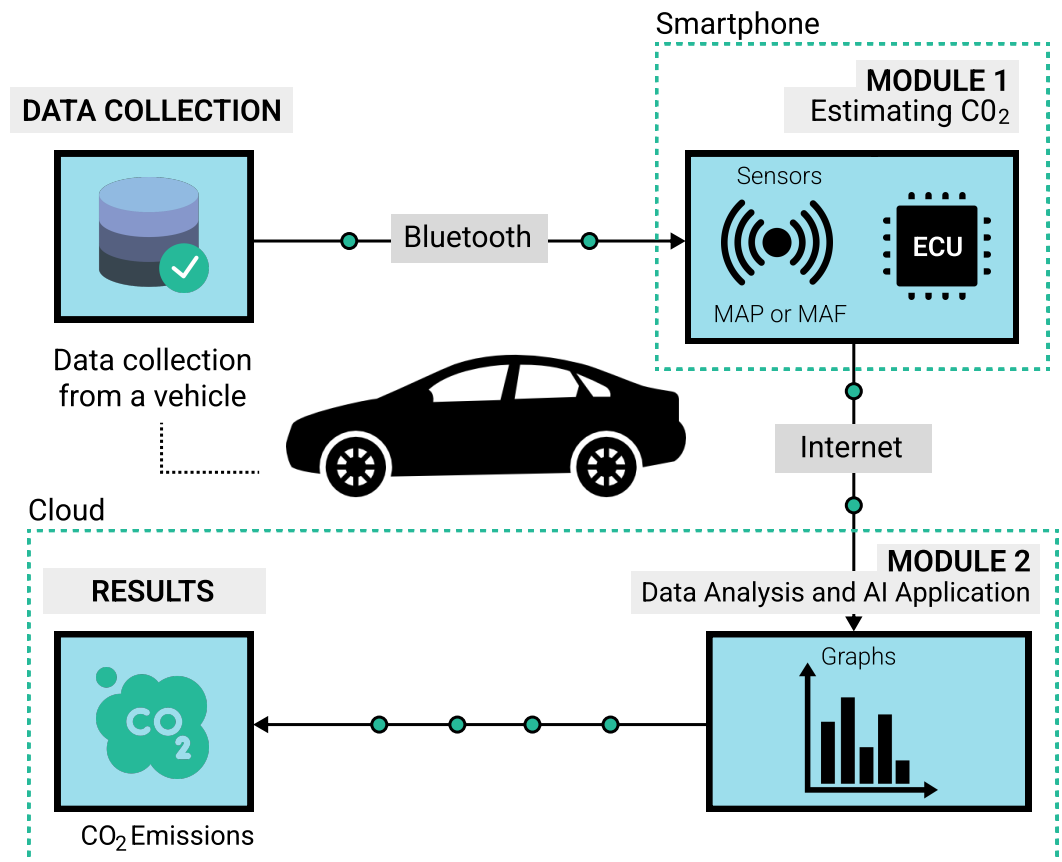 Smartphone
MODULE 1
Estimating C0₂
DATA COLLECTION
Sensors
ECU
MAP or MAF
Bluetooth
Data collection
from a vehicle
Internet
Cloud
MODULE 2
Data Analysis and AI Application
RESULTS
Graphs
CO₂
CO₂ Emissions